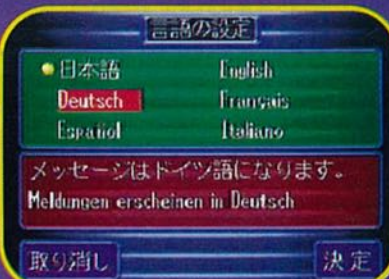 言語の設定
日本語 English
Deutsch Français
Español Italiano
メッセージはドイツ語になります。
Meldungen erscheinen in Deutsch
取り消し 決定